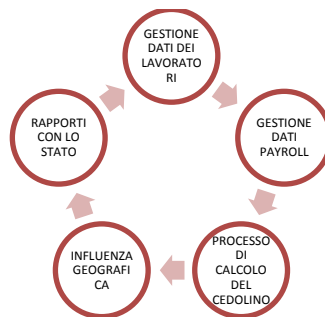 GESTIONE
DATI DEI
LAVORATO
RI
GESTIONE
DATI
PAYROLL
PROCESSO
DI
CALCOLO
DEL
CEDOLINO
INFLUENZA
GEOGRAFI
CA
RAPPORTI
CON LO
STATO